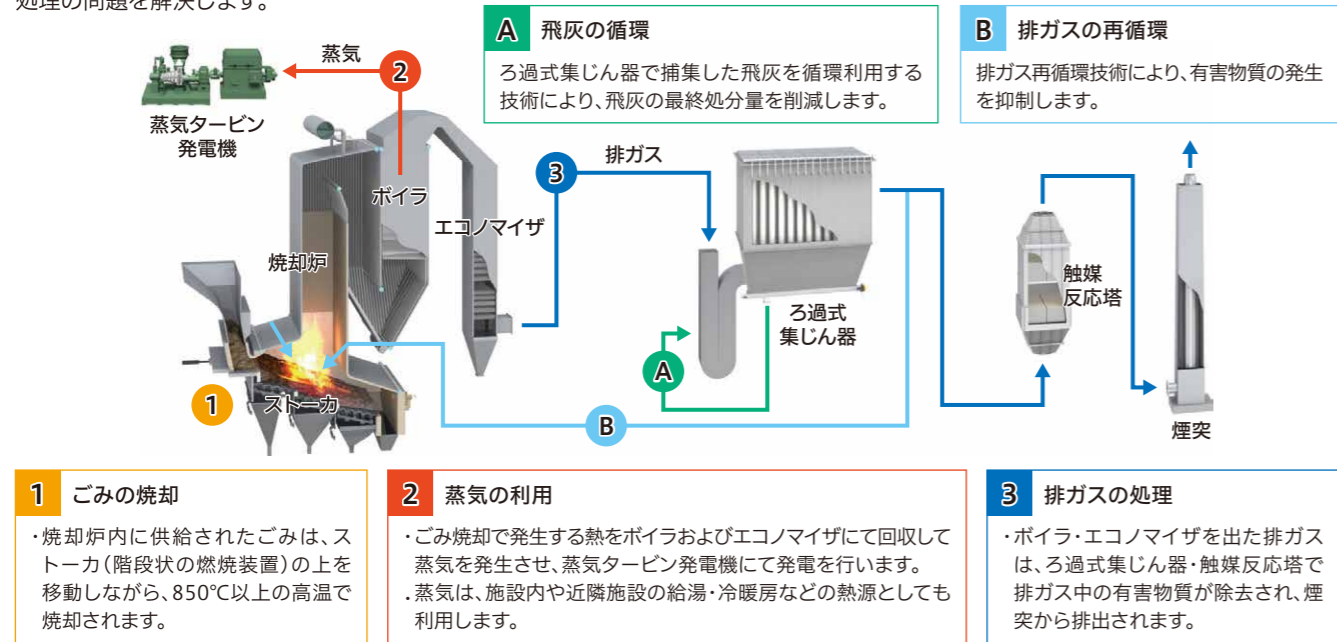 処理の問題を解決します。
A 飛灰の循環
ろ過式集じん器で捕集した飛灰を循環利用する
技術により、飛灰の最終処分量を削減します。
B 排ガスの再循環
排ガス再循環技術により、有害物質の発生
を抑制します。
蒸気
2
蒸気タービン
発電機
ボイラ
エコノマイザ
3
排ガス
焼却炉
ストーカ
1
ろ過式
集じん器
A
B
触媒
反応塔
煙突
1 ごみの焼却
・焼却炉内に供給されたごみは、ス
トーカ（階段状の燃焼装置）の上を
移動しながら、850℃以上の高温で
焼却されます。
2 蒸気の利用
・ごみ焼却で発生する熱をボイラおよびエコノマイザにて回収して
蒸気を発生させ、蒸気タービン発電機にて発電を行います。
・蒸気は、施設内や近隣施設の給湯・冷暖房などの熱源としても
利用します。
3 排ガスの処理
・ボイラ・エコノマイザを出た排ガス
は、ろ過式集じん器・触媒反応塔で
排ガス中の有害物質が除去され、煙
突から排出されます。